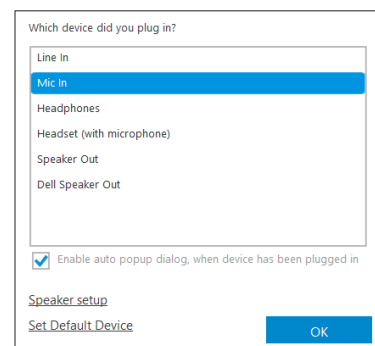 Which device did you plug in?
Line In
Mic In
Headphones
Headset (with microphone)
Speaker Out
Dell Speaker Out
Enable auto popup dialog, when device has been plugged in
Speaker setup
Set Default Device
OK